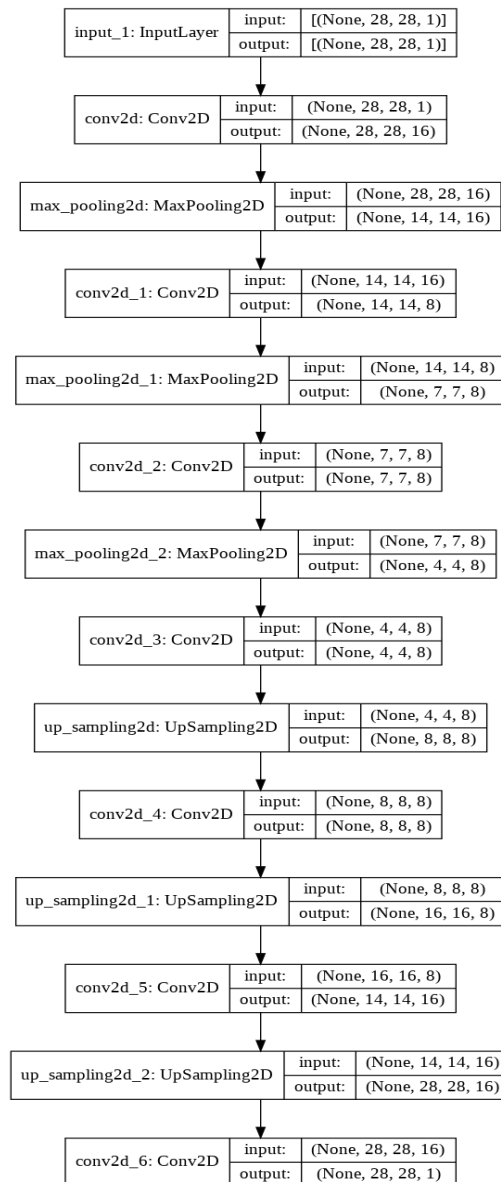 input_1: InputLayer
input: [(None, 28, 28, 1)]
output: [(None, 28, 28, 1)]
conv2d: Conv2D
input: (None, 28, 28, 1)
output: (None, 28, 28, 16)
max_pooling2d: MaxPooling2D
input: (None, 28, 28, 16)
output: (None, 14, 14, 16)
conv2d_1: Conv2D
input: (None, 14, 14, 16)
output: (None, 14, 14, 8)
max_pooling2d_1: MaxPooling2D
input: (None, 14, 14, 8)
output: (None, 7, 7, 8)
conv2d_2: Conv2D
input: (None, 7, 7, 8)
output: (None, 7, 7, 8)
max_pooling2d_2: MaxPooling2D
input: (None, 7, 7, 8)
output: (None, 4, 4, 8)
conv2d_3: Conv2D
input: (None, 4, 4, 8)
output: (None, 4, 4, 8)
up_sampling2d: UpSampling2D
input: (None, 4, 4, 8)
output: (None, 8, 8, 8)
conv2d_4: Conv2D
input: (None, 8, 8, 8)
output: (None, 8, 8, 8)
up_sampling2d_1: UpSampling2D
input: (None, 8, 8, 8)
output: (None, 16, 16, 8)
conv2d_5: Conv2D
input: (None, 16, 16, 8)
output: (None, 14, 14, 16)
up_sampling2d_2: UpSampling2D
input: (None, 14, 14, 16)
output: (None, 28, 28, 16)
conv2d_6: Conv2D
input: (None, 28, 28, 16)
output: (None, 28, 28, 1)